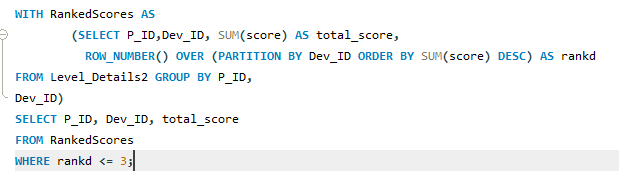 WITH RankedScores AS
(SELECT P_ID,Dev_ID, SUM(score) AS total_score,
ROW_NUMBER() OVER (PARTITION BY Dev_ID ORDER BY SUM(score) DESC) AS rankd
FROM Level_Details2 GROUP BY P_ID,
Dev_ID)
SELECT P_ID, Dev_ID, total_score
FROM RankedScores
WHERE rankd <= 3;